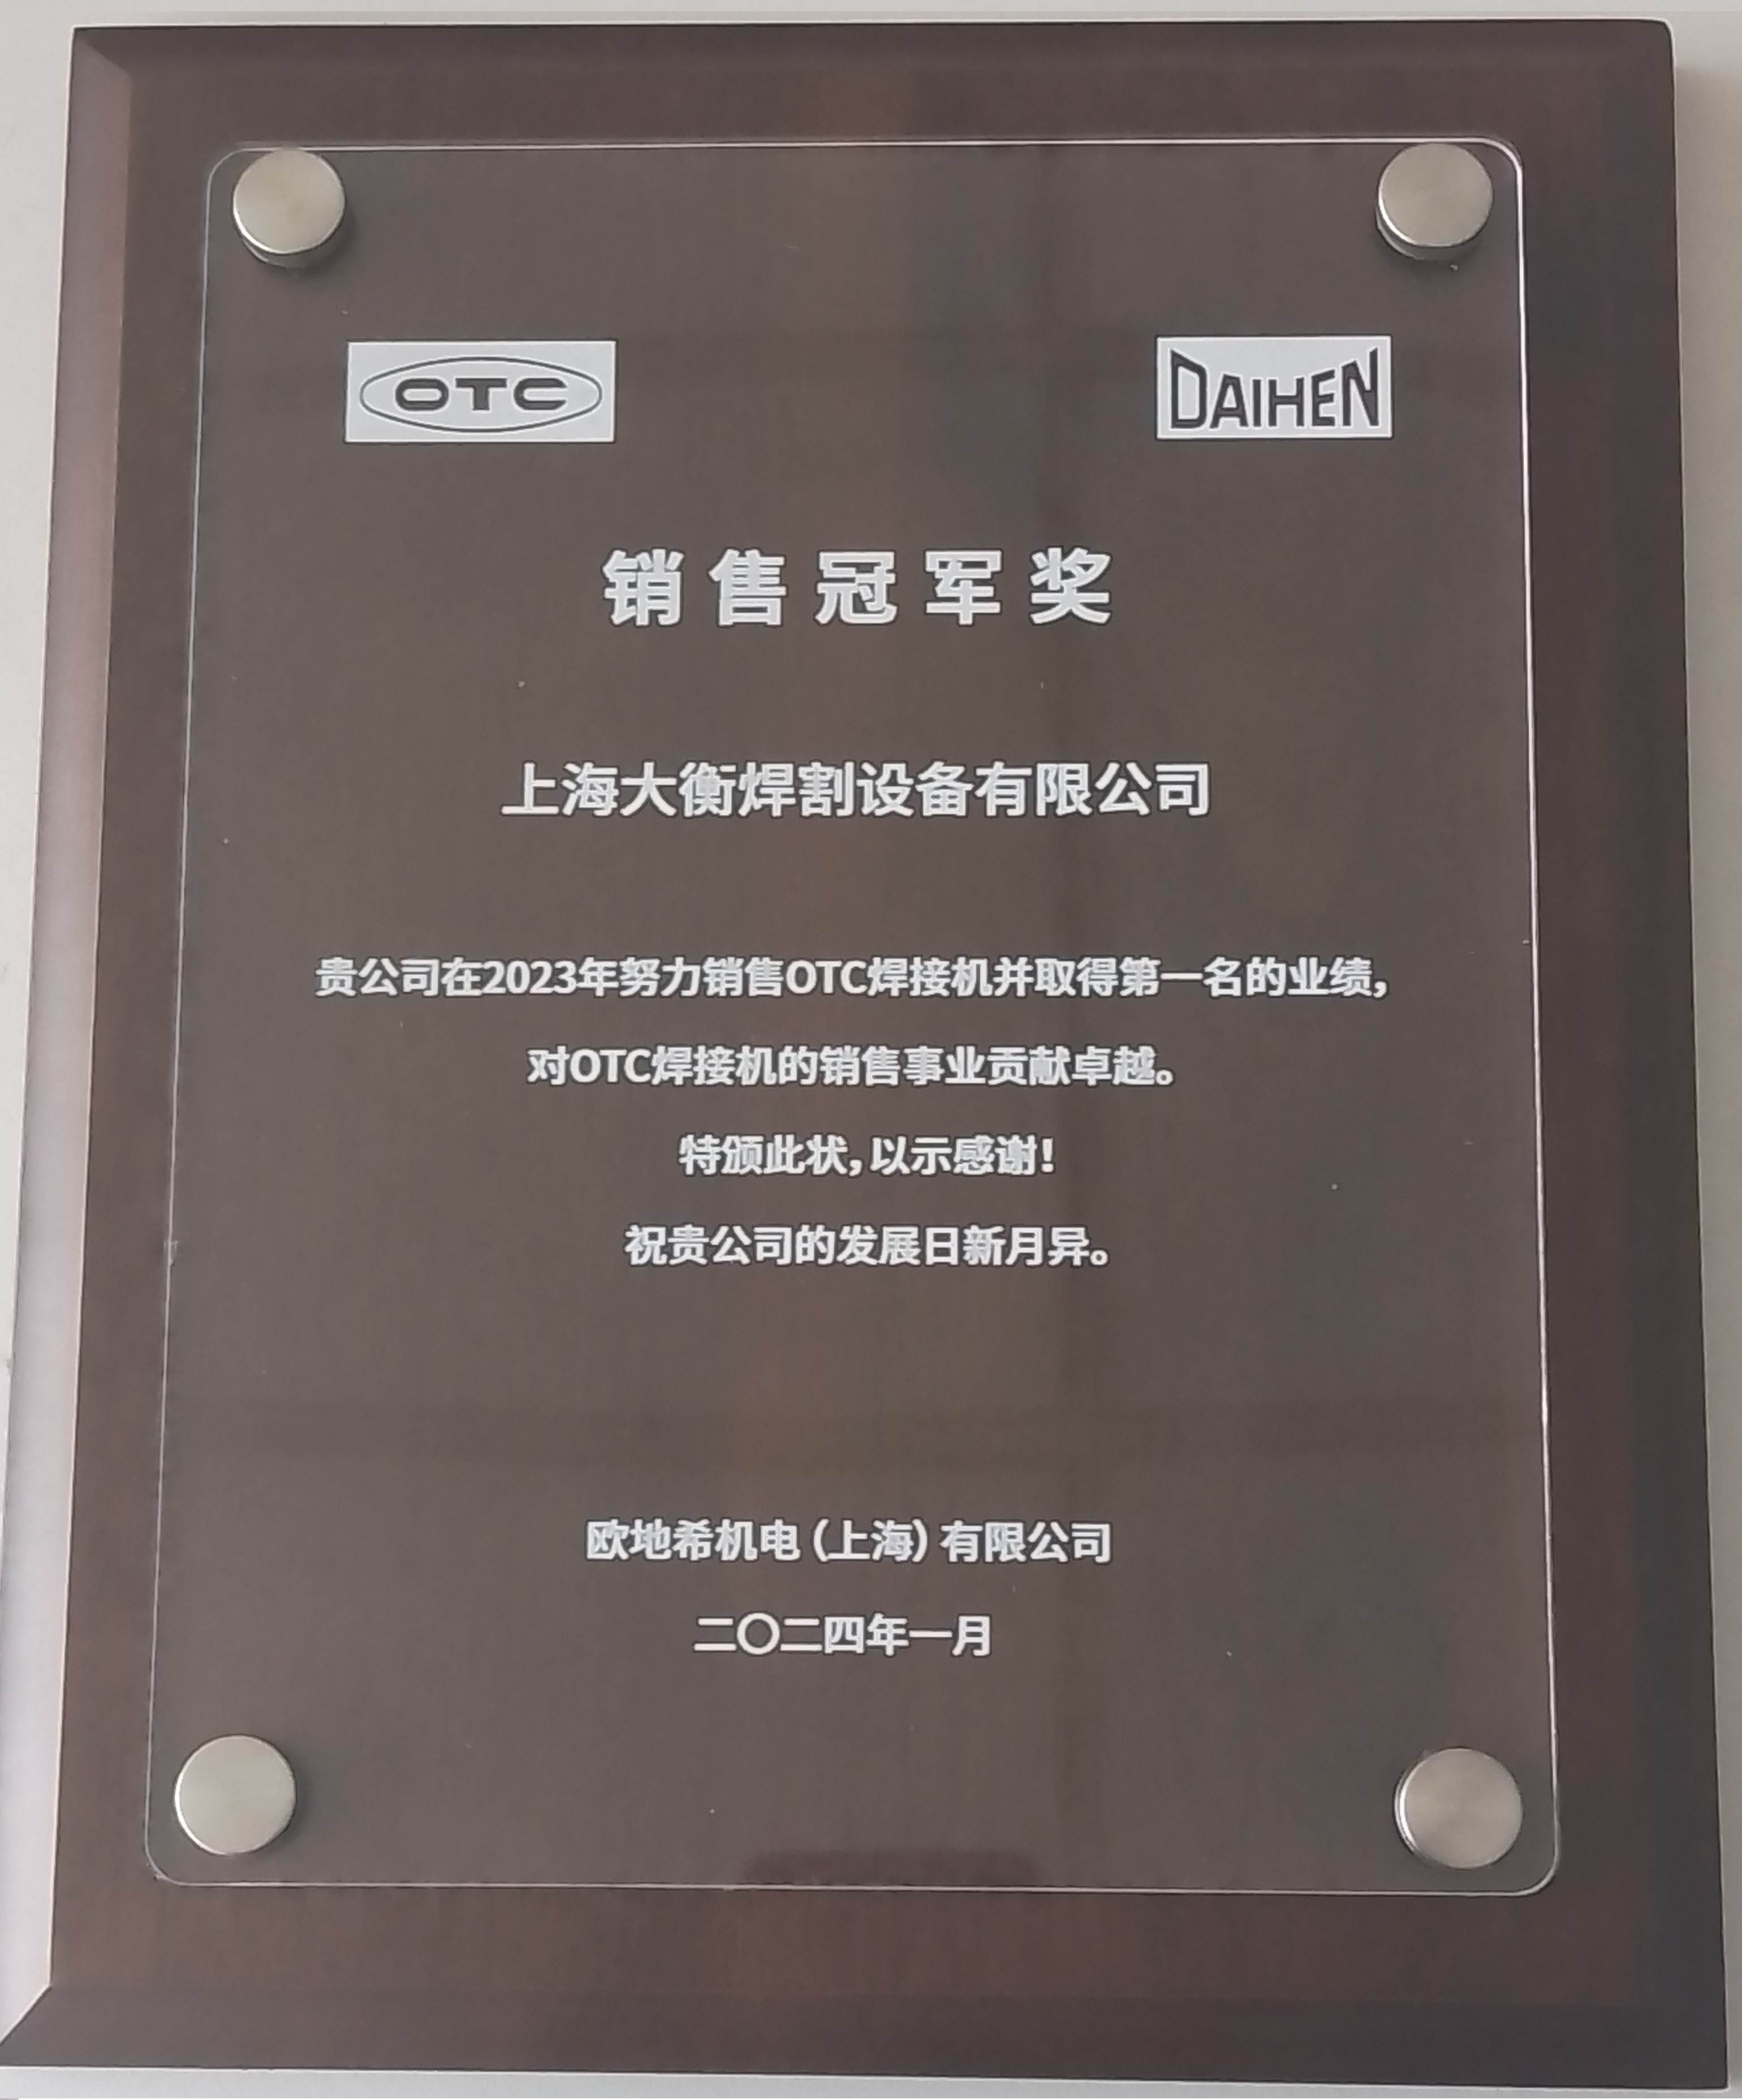 OTC
DAIHEN
销售冠军奖
上海大衡焊割设备有限公司
贵公司在2023年努力销售OTC焊接机并取得第一名的业绩，
对OTC焊接机的销售事业贡献卓越。
特颁此状，以示感谢！
祝贵公司的发展日新月异。
欧地希机电（上海）有限公司
二〇二四年一月